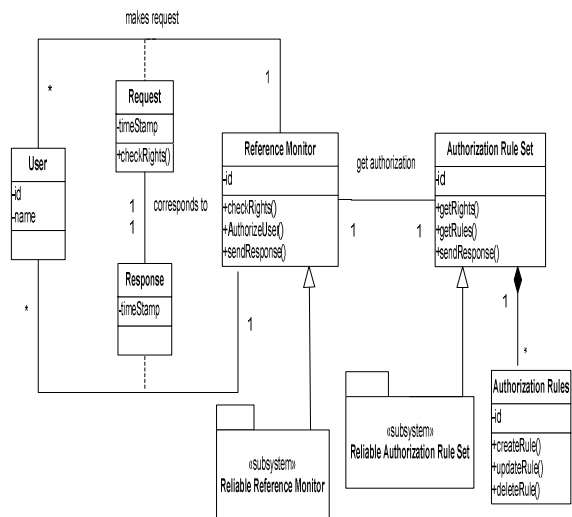 makes request
*
1
Request
-timeStamp
+checkRights()
User
-id
-name
Reference Monitor
-id
+checkRights()
+AuthorizeUser()
+sendResponse()
get authorization
1
1
Authorization Rule Set
-id
+getRights()
+getRules()
+sendResponse()
1
1
corresponds to
Response
-timeStamp
*
1
1
*
Authorization Rules
-id
+createRule()
+updateRule()
+deleteRule()
«subsystem»
Reliable Authorization Rule Set
«subsystem»
Reliable Reference Monitor